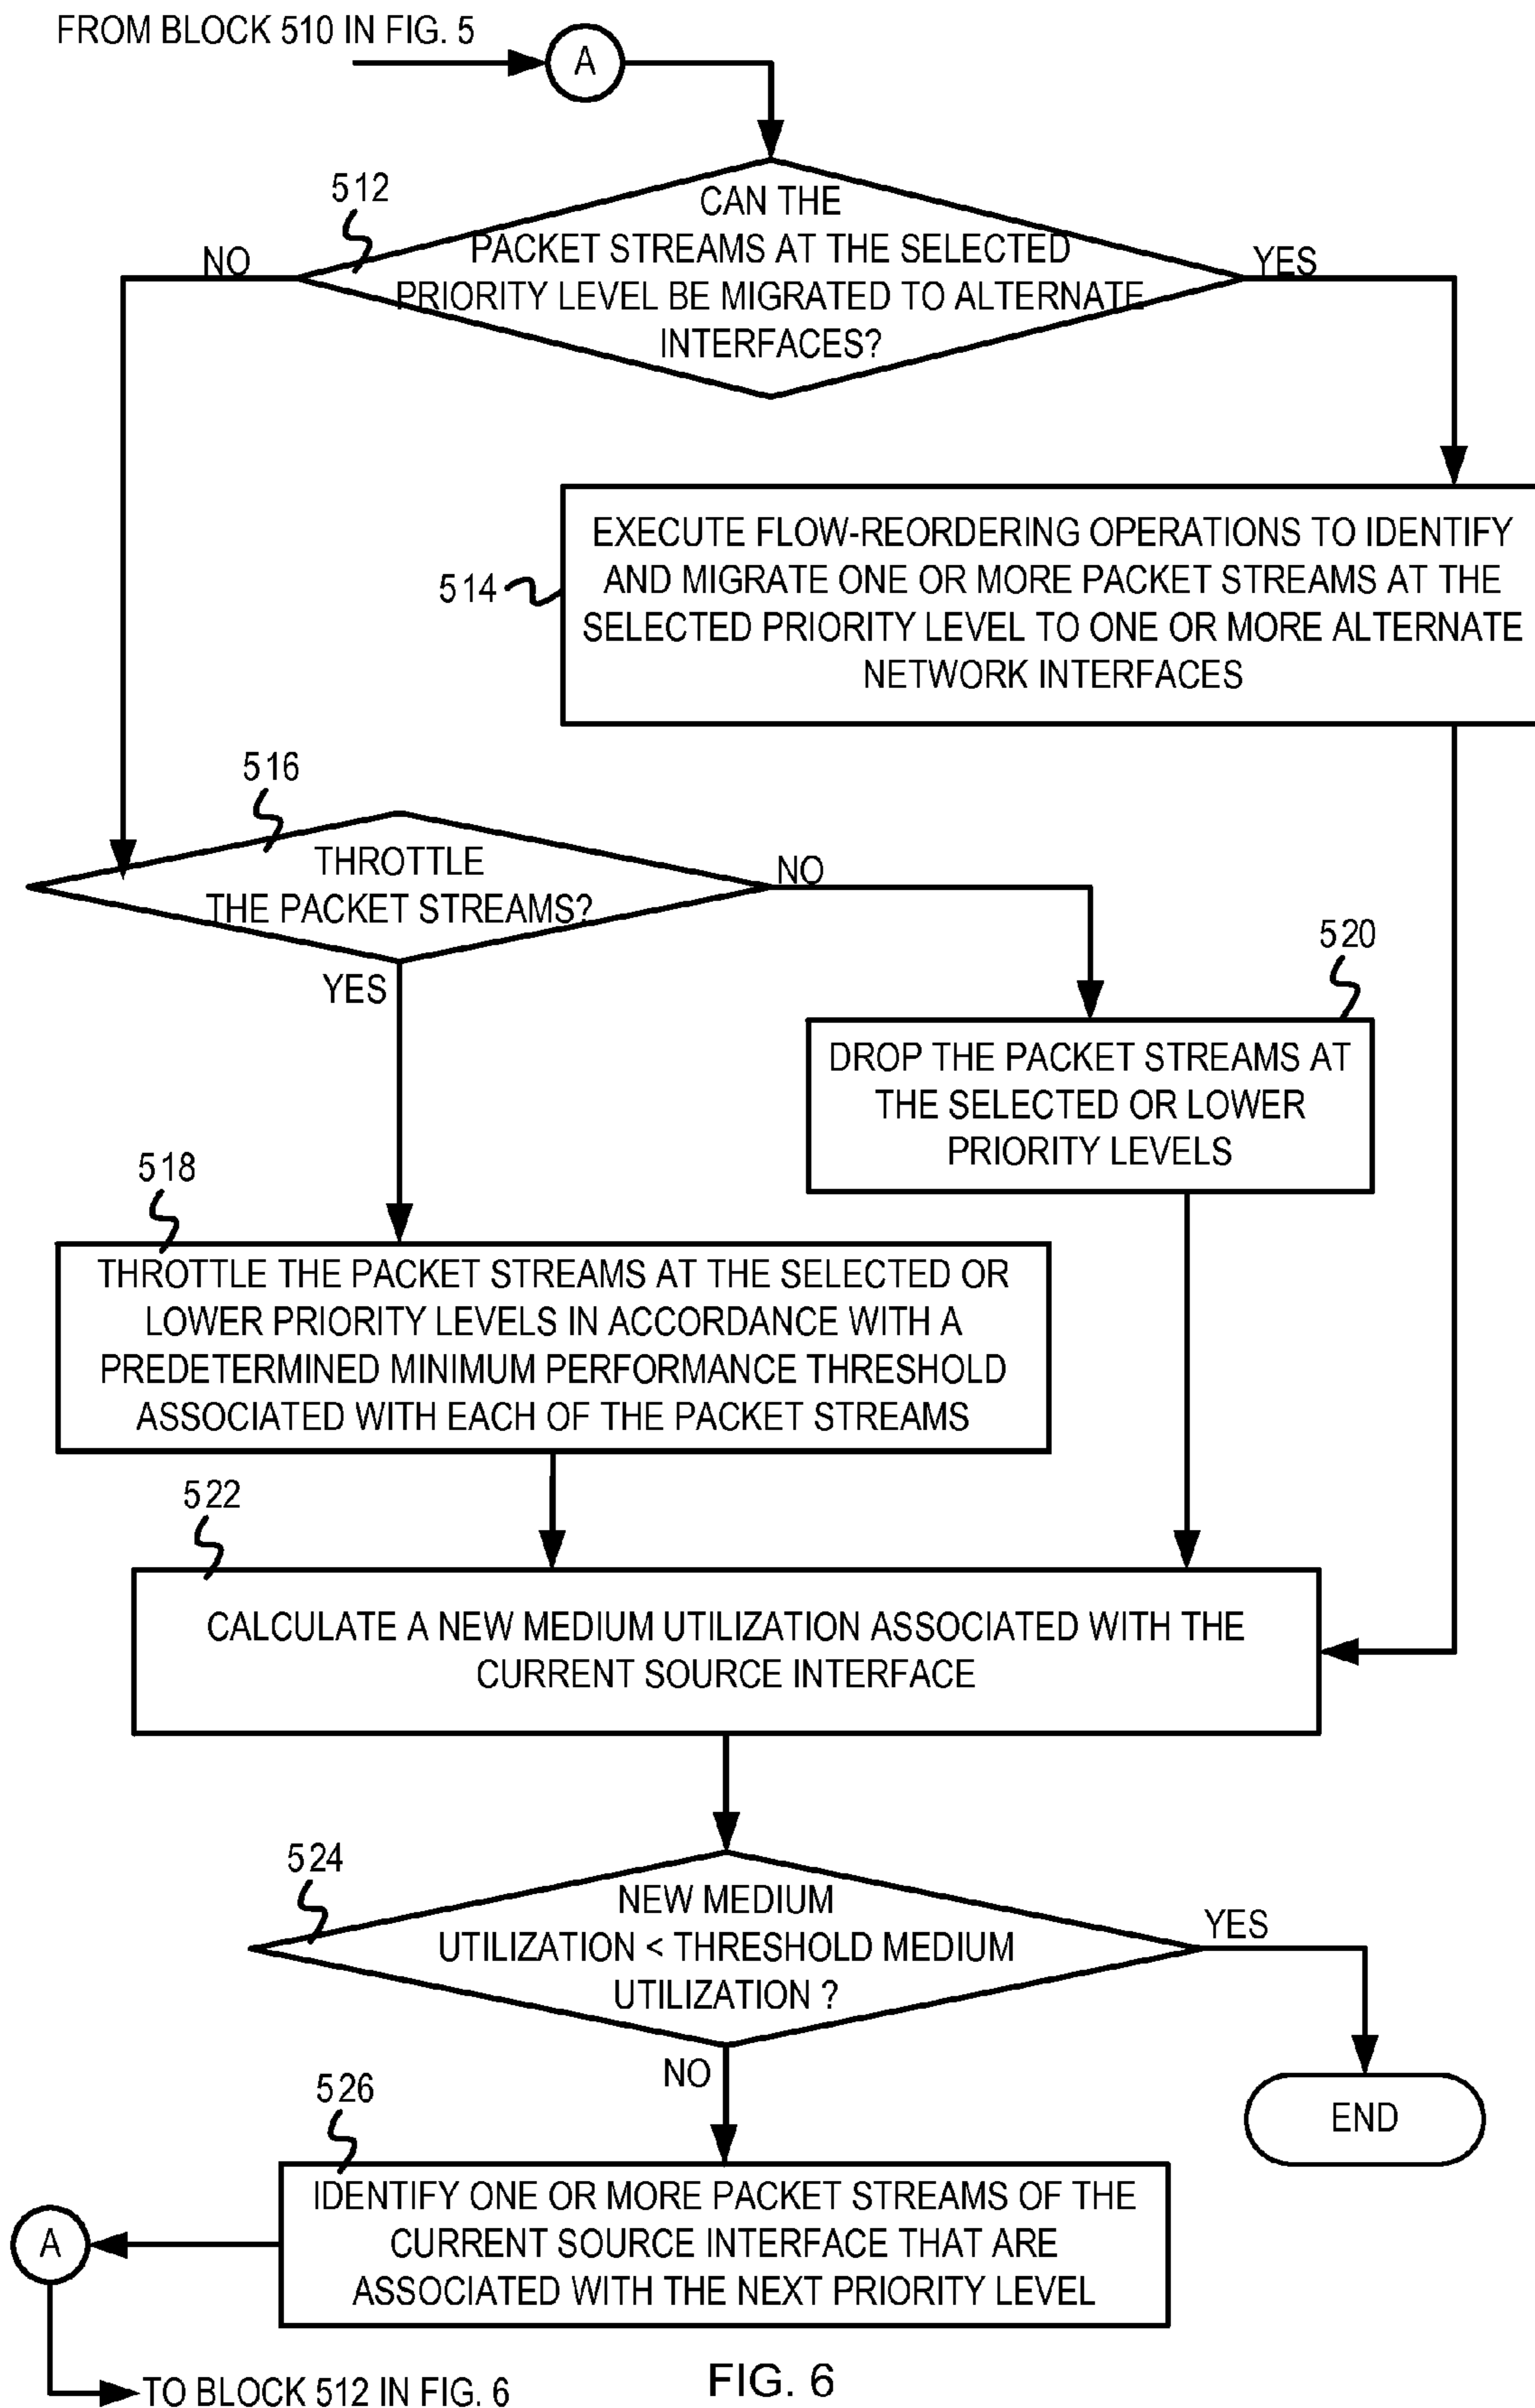 FROM BLOCK 510 IN FIG. 5
A
512
CAN THE
PACKET STREAMS AT THE SELECTED
PRIORITY LEVEL BE MIGRATED TO ALTERNATE
INTERFACES?
NO
YES
514
EXECUTE FLOW-REORDERING OPERATIONS TO IDENTIFY
AND MIGRATE ONE OR MORE PACKET STREAMS AT THE
SELECTED PRIORITY LEVEL TO ONE OR MORE ALTERNATE
NETWORK INTERFACES
516
THROTTLE
THE PACKET STREAMS?
NO
YES
520
DROP THE PACKET STREAMS AT
THE SELECTED OR LOWER
PRIORITY LEVELS
518
THROTTLE THE PACKET STREAMS AT THE SELECTED OR
LOWER PRIORITY LEVELS IN ACCORDANCE WITH A
PREDETERMINED MINIMUM PERFORMANCE THRESHOLD
ASSOCIATED WITH EACH OF THE PACKET STREAMS
522
CALCULATE A NEW MEDIUM UTILIZATION ASSOCIATED WITH THE
CURRENT SOURCE INTERFACE
524
NEW MEDIUM
UTILIZATION < THRESHOLD MEDIUM
UTILIZATION ?
YES
NO
END
526
IDENTIFY ONE OR MORE PACKET STREAMS OF THE
CURRENT SOURCE INTERFACE THAT ARE
ASSOCIATED WITH THE NEXT PRIORITY LEVEL
A
TO BLOCK 512 IN FIG. 6
FIG. 6